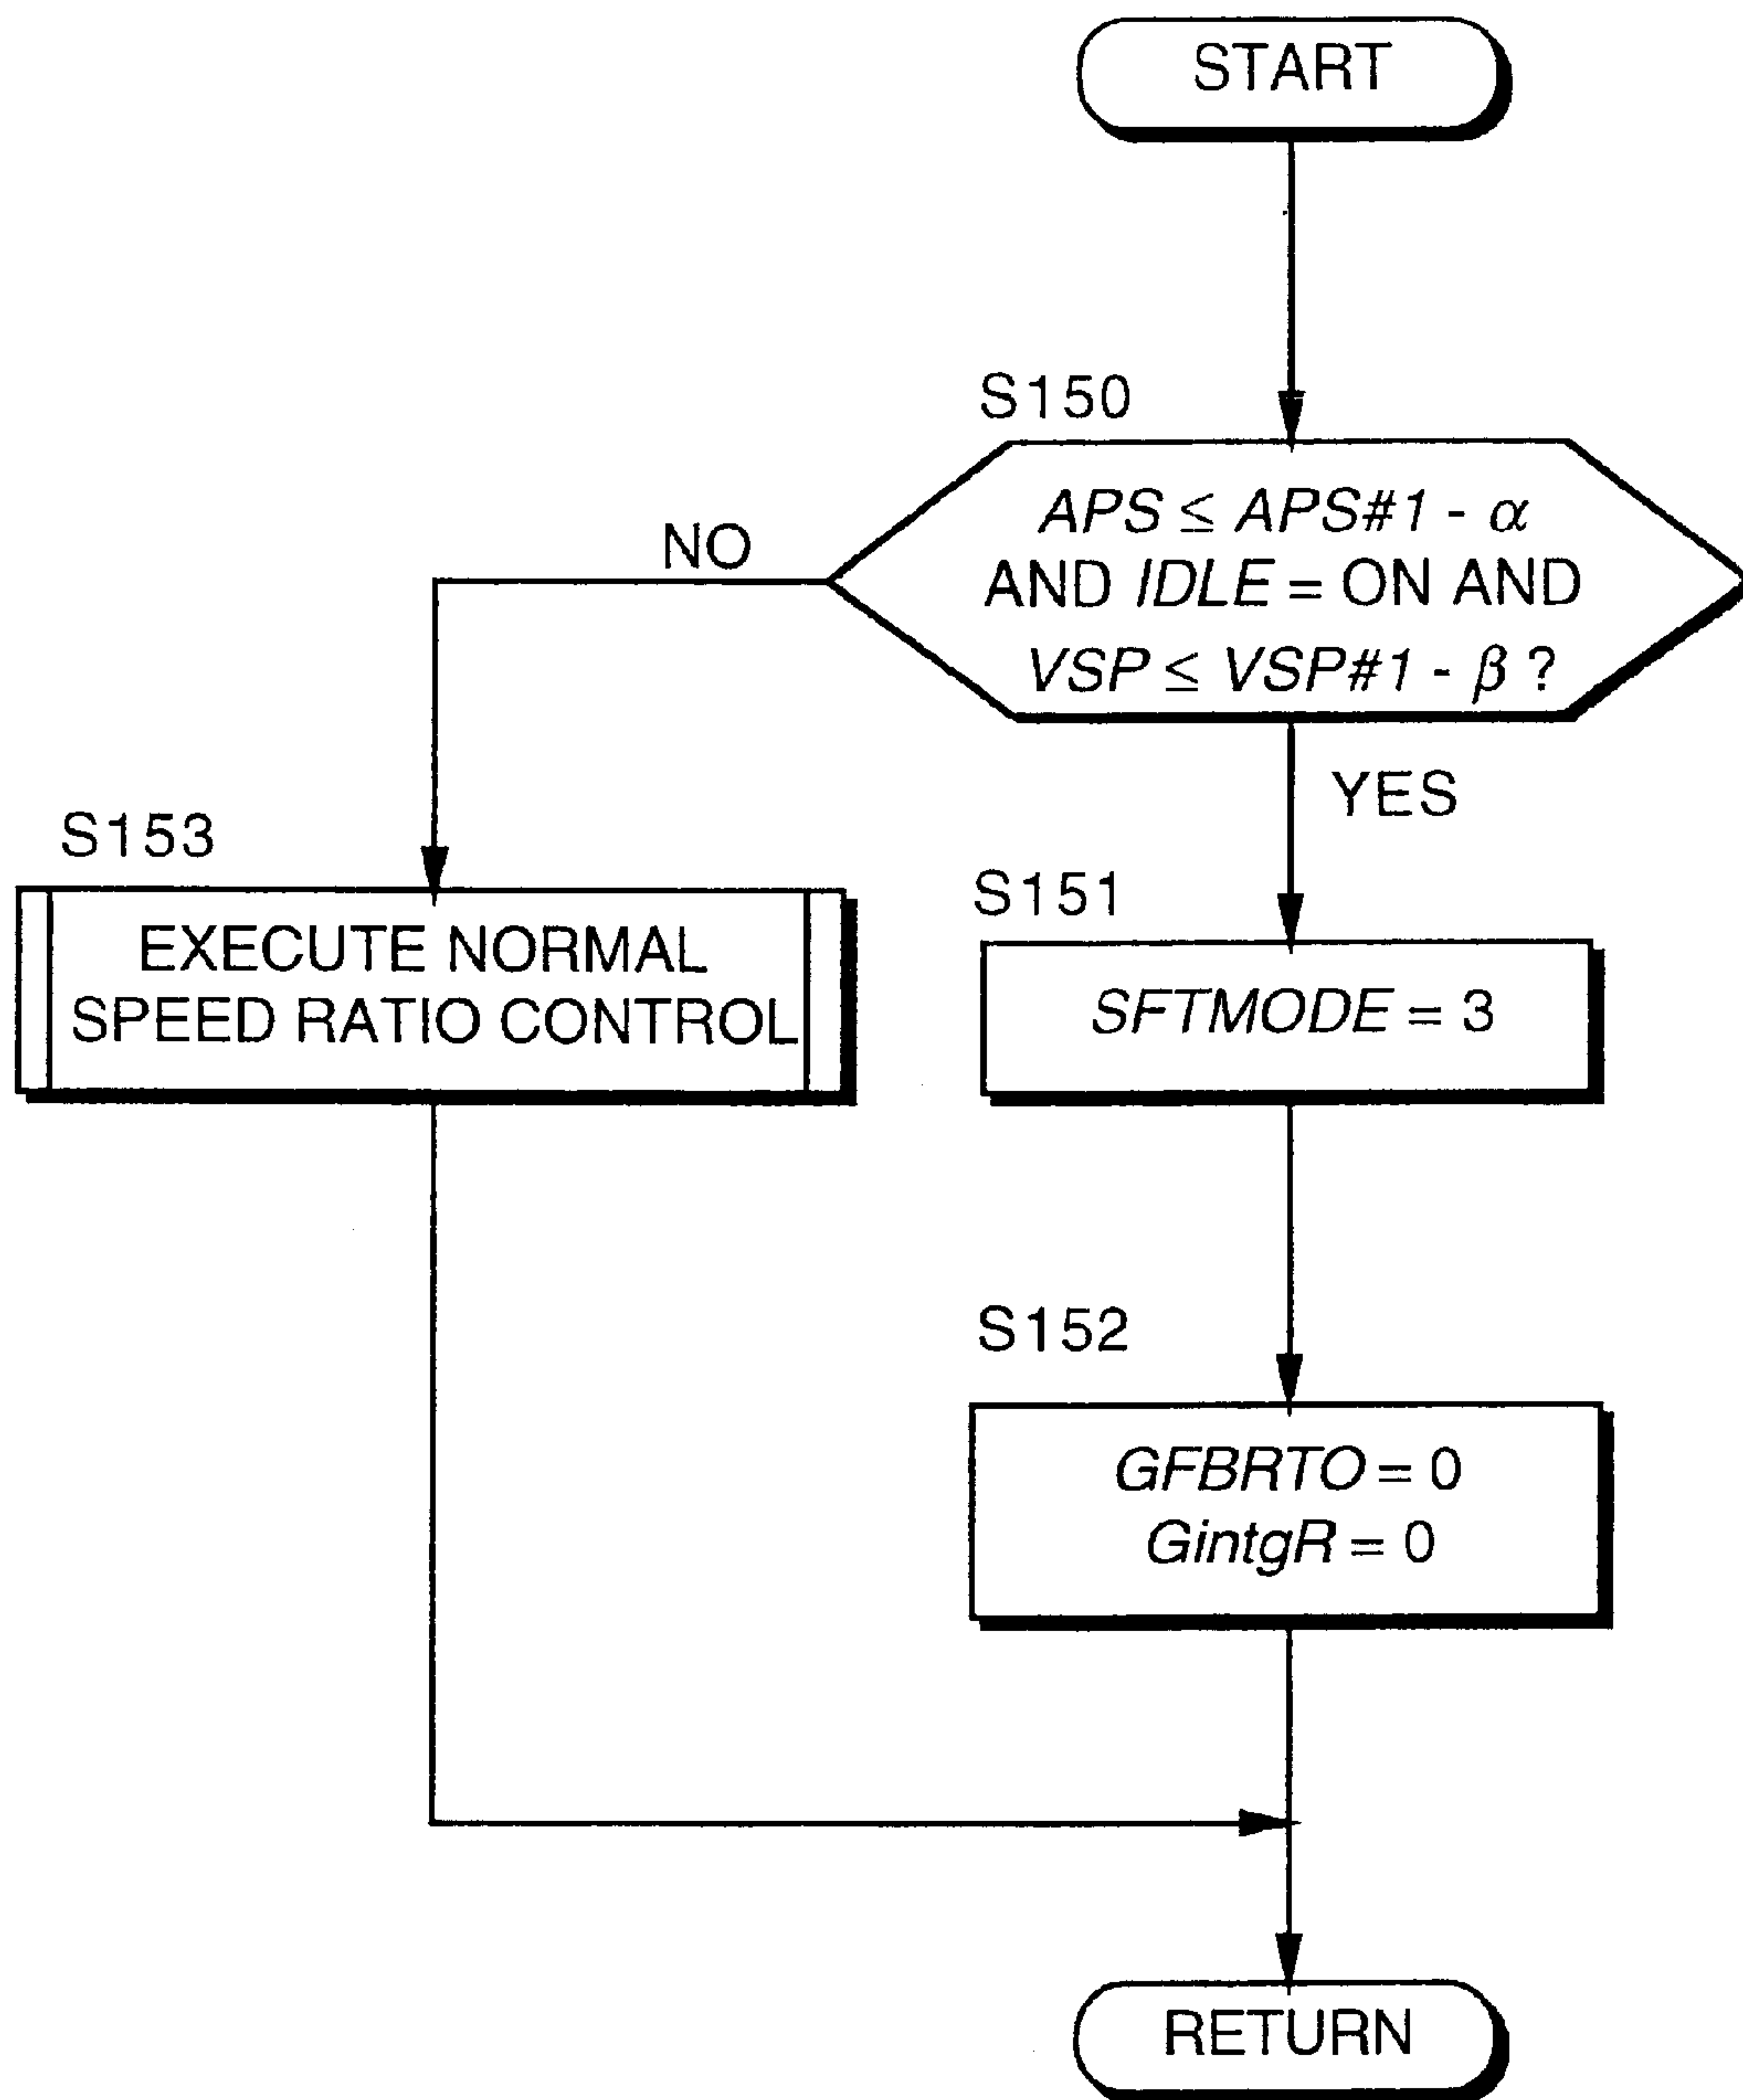 START
S150
APS ≤ APS#1 - α
AND IDLE = ON AND
VSP ≤ VSP#1 - β ?
NO
YES
S153
EXECUTE NORMAL
SPEED RATIO CONTROL
S151
SFTMODE = 3
S152
GFBRTO = 0
GintgR = 0
RETURN